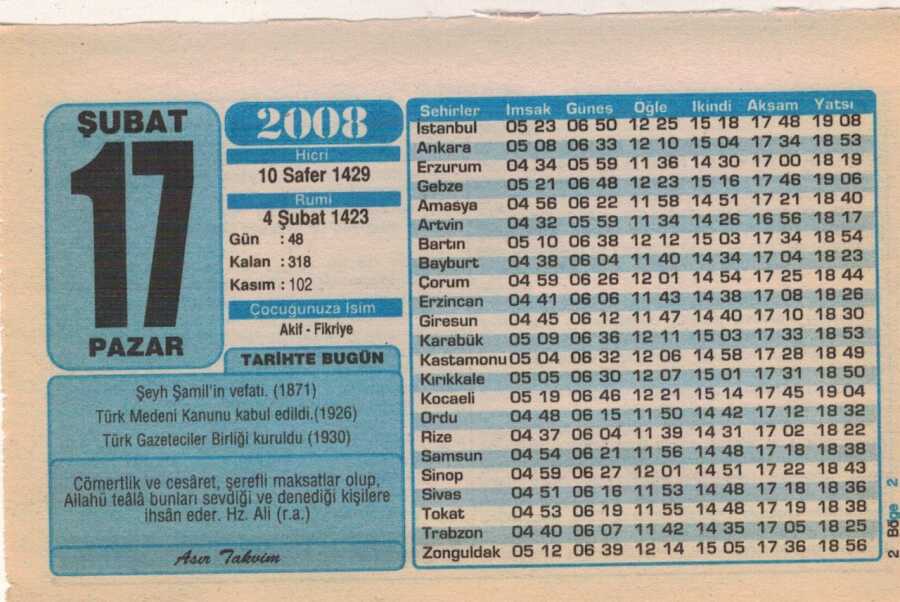 ŞUBAT
17
PAZAR
2008
Hicri
10 Safer 1429
Rumi
4 Şubat 1423
Gün : 48
Kalan : 318
Kasım : 102
Çocuğunuza İsim
Akif - Fikriye
TARİHTE BUGÜN
Şeyh Şamil'in vefatı. (1871)
Türk Medeni Kanunu kabul edildi.(1926)
Türk Gazeteciler Birliği kuruldu (1930)
Cömertlik ve cesâret, şerefli maksatlar olup,
Allahü teâlâ bunları sevdiği ve denediği kişilere
ihsân eder. Hz. Ali (r.a.)
Asır Takvim
Şehirler İmsak Güneş Öğle İkindi Akşam Yatsı
İstanbul 05 23 06 50 12 25 15 18 17 48 19 08
Ankara 05 08 06 33 12 10 15 04 17 34 18 53
Erzurum 04 34 05 59 11 36 14 30 17 00 18 19
Gebze 05 21 06 48 12 23 15 16 17 46 19 06
Amasya 04 56 06 22 11 58 14 51 17 21 18 40
Artvin 04 32 05 59 11 34 14 26 16 56 18 17
Bartın 05 10 06 38 12 12 15 03 17 34 18 54
Bayburt 04 38 06 04 11 40 14 34 17 04 18 23
Çorum 04 59 06 26 12 01 14 54 17 25 18 44
Erzincan 04 41 06 06 11 43 14 38 17 08 18 26
Giresun 04 45 06 12 11 47 14 40 17 10 18 30
Karabük 05 09 06 36 12 11 15 03 17 33 18 53
Kastamonu 05 04 06 32 12 06 14 58 17 28 18 49
Kırıkkale 05 05 06 30 12 07 15 01 17 31 18 50
Kocaeli 05 19 06 46 12 21 15 14 17 45 19 04
Ordu 04 48 06 15 11 50 14 42 17 12 18 32
Rize 04 37 06 04 11 39 14 31 17 02 18 22
Samsun 04 54 06 21 11 56 14 48 17 18 18 38
Sinop 04 59 06 27 12 01 14 51 17 22 18 43
Sivas 04 51 06 16 11 53 14 48 17 18 18 36
Tokat 04 53 06 19 11 55 14 48 17 19 18 38
Trabzon 04 40 06 07 11 42 14 35 17 05 18 25
Zonguldak 05 12 06 39 12 14 15 05 17 36 18 56
2 Bölge 2